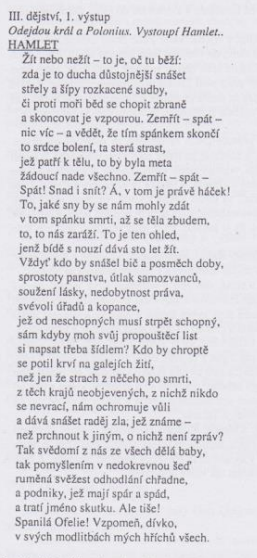 III. dějství, 1. výstup
Odejdou král a Polonius. Vystoupí Hamlet..
HAMLET
Žít nebo nežít – to je, oč tu běží:
zda je to ducha důstojnější snášet
střely a šípy rozkacené sudby,
či proti moři běd se chopit zbraně
a skoncovat je vzpourou. Zemřít – spát –
nic víc – a vědět, že tím spánkem skončí
to srdce bolení, ta sterá strast,
jež patří k tělu, to by byla meta
žádoucí nade všecko. Zemřít – spát –
Spát! Snad i snít? Á, v tom je právě háček!
To, jaké sny by se nám mohly zdát
v tom spánku smrti, až se těla zbudem,
to, to nás zaráží. To je ten ohled,
jenž bídě s nouzí dává sto let žít.
Vždyť kdo by snášel bič a posměch doby,
sprostoty panstva, útlak samozvanců,
soužení lásky, nedobytnost práva,
svévoli úřadů a kopance,
jež od neschopných musí strpět schopný,
sám kdyby moh svůj propouštěcí list
si napsat třeba šídlem? Kdo by chroptě
se potil krví na galejích žití,
než jen že strach z něčeho po smrti,
z těch krajů neobjevených, z nichž nikdo
se nevrací, nám ochromuje vůli
a dává snášet raděj zla, jež známe –
než prchnout k jiným, o nichž není zpráv?
Tak svědomí z nás ze všech dělá baby,
tak pomyšlením v nedokrevnou šeď
ruměná svěžest odhodlání chřadne,
a podniky, jež mají spár a spád,
a tratí jméno skutku. Ale tiše!
Spanilá Ofelie! Vzpomeň, dívko,
v svých modlitbách mých hříchů všech.